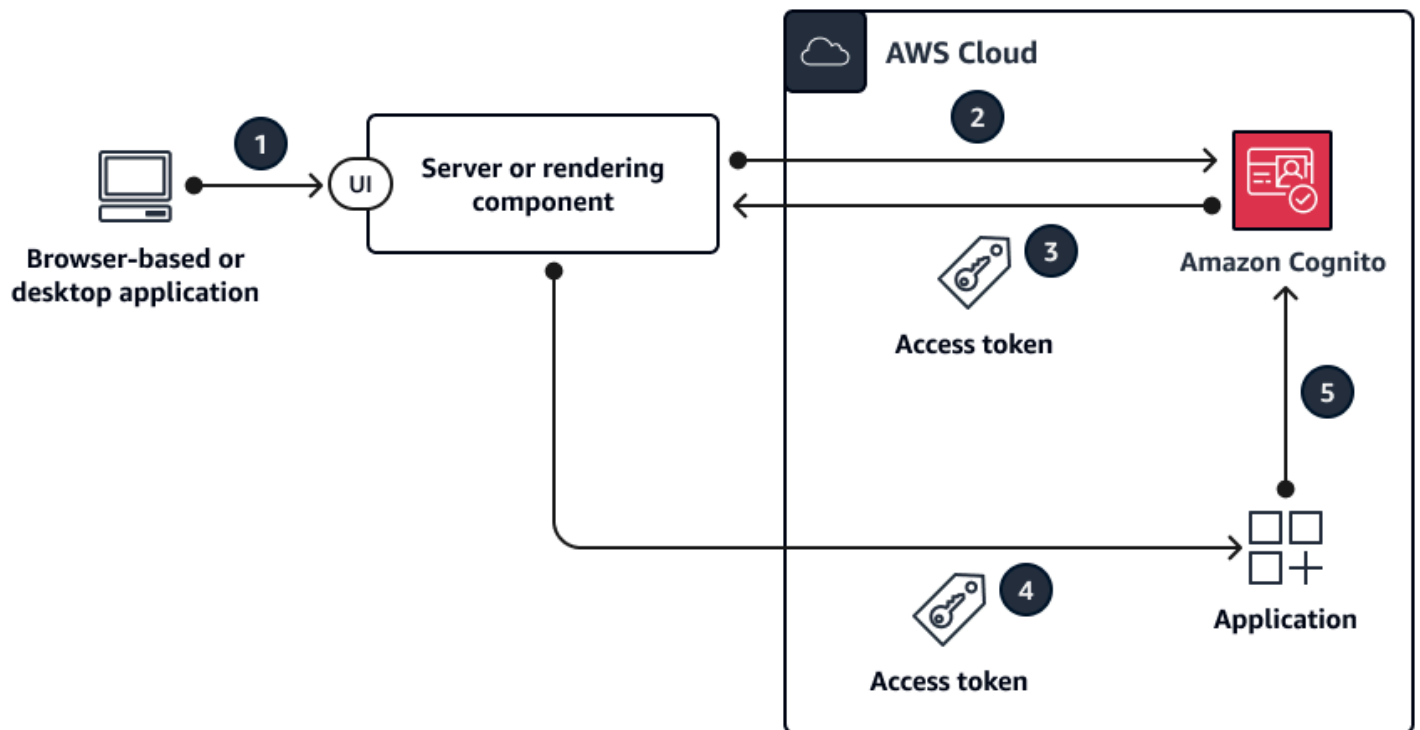 AWS Cloud
1
2
UI
Server or rendering
component
Browser-based or
desktop application
3
Access token
Amazon Cognito
5
4
Access token
Application